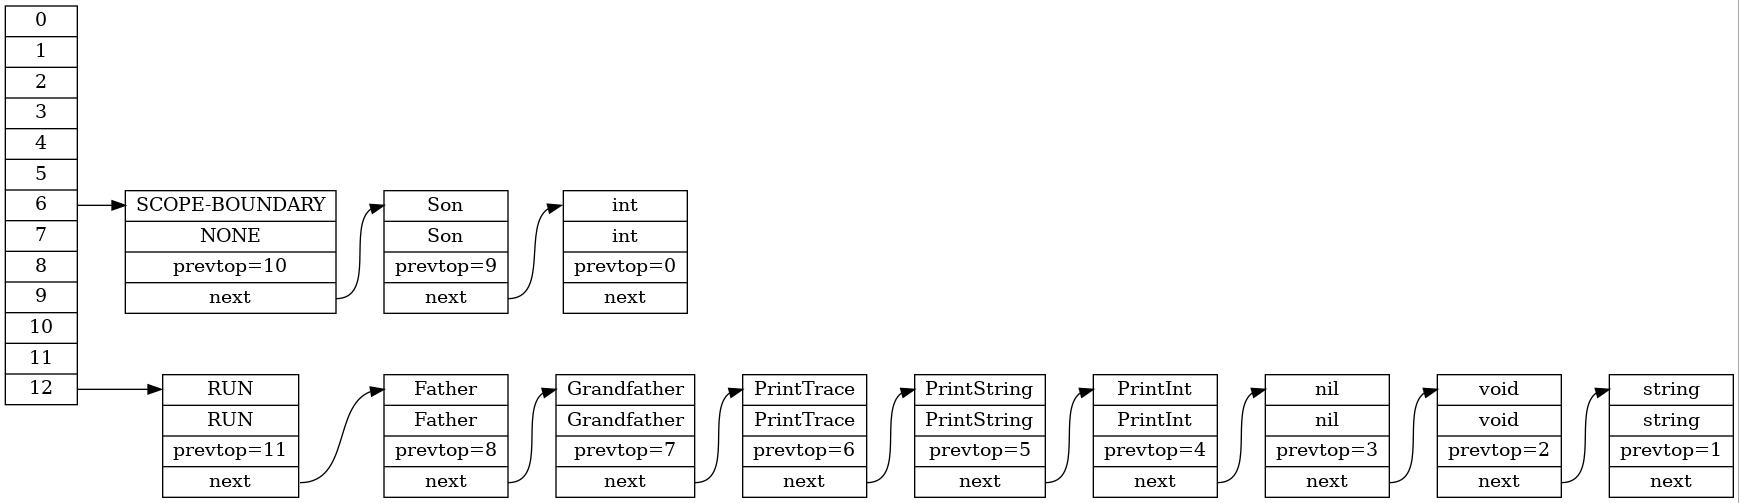 0
1
2
3
4
5
6
7
8
9
10
11
12
SCOPE-BOUNDARY
NONE
prevtop=10
next
Son
Son
prevtop=9
next
int
int
prevtop=0
next
RUN
RUN
prevtop=11
next
Father
Father
prevtop=8
next
Grandfather
Grandfather
prevtop=7
next
PrintTrace
PrintTrace
prevtop=6
next
PrintString
PrintString
prevtop=5
next
PrintInt
PrintInt
prevtop=4
next
nil
nil
prevtop=3
next
void
void
prevtop=2
next
string
string
prevtop=1
next